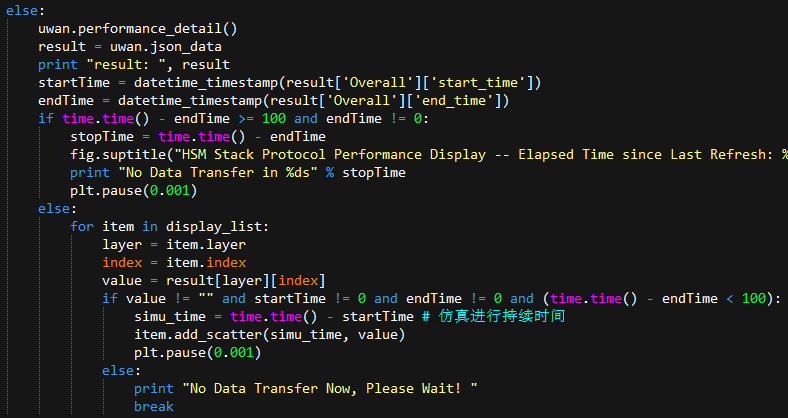 else:
    uwan.performance_detail()
    result = uwan.json_data
    print "result: ", result
    startTime = datetime_timestamp(result['Overall']['start_time'])
    endTime = datetime_timestamp(result['Overall']['end_time'])
    if time.time() - endTime >= 100 and endTime != 0:
        stopTime = time.time() - endTime
        fig.suptitle("HSM Stack Protocol Performance Display -- Elapsed Time since Last Refresh: %
        print "No Data Transfer in %ds" % stopTime
        plt.pause(0.001)
    else:
        for item in display_list:
            layer = item.layer
            index = item.index
            value = result[layer][index]
            if value != "" and startTime != 0 and endTime != 0 and (time.time() - endTime < 100):
                simu_time = time.time() - startTime # 仿真进行持续时间
                item.add_scatter(simu_time, value)
                plt.pause(0.001)
            else:
                print "No Data Transfer Now, Please Wait! "
                break